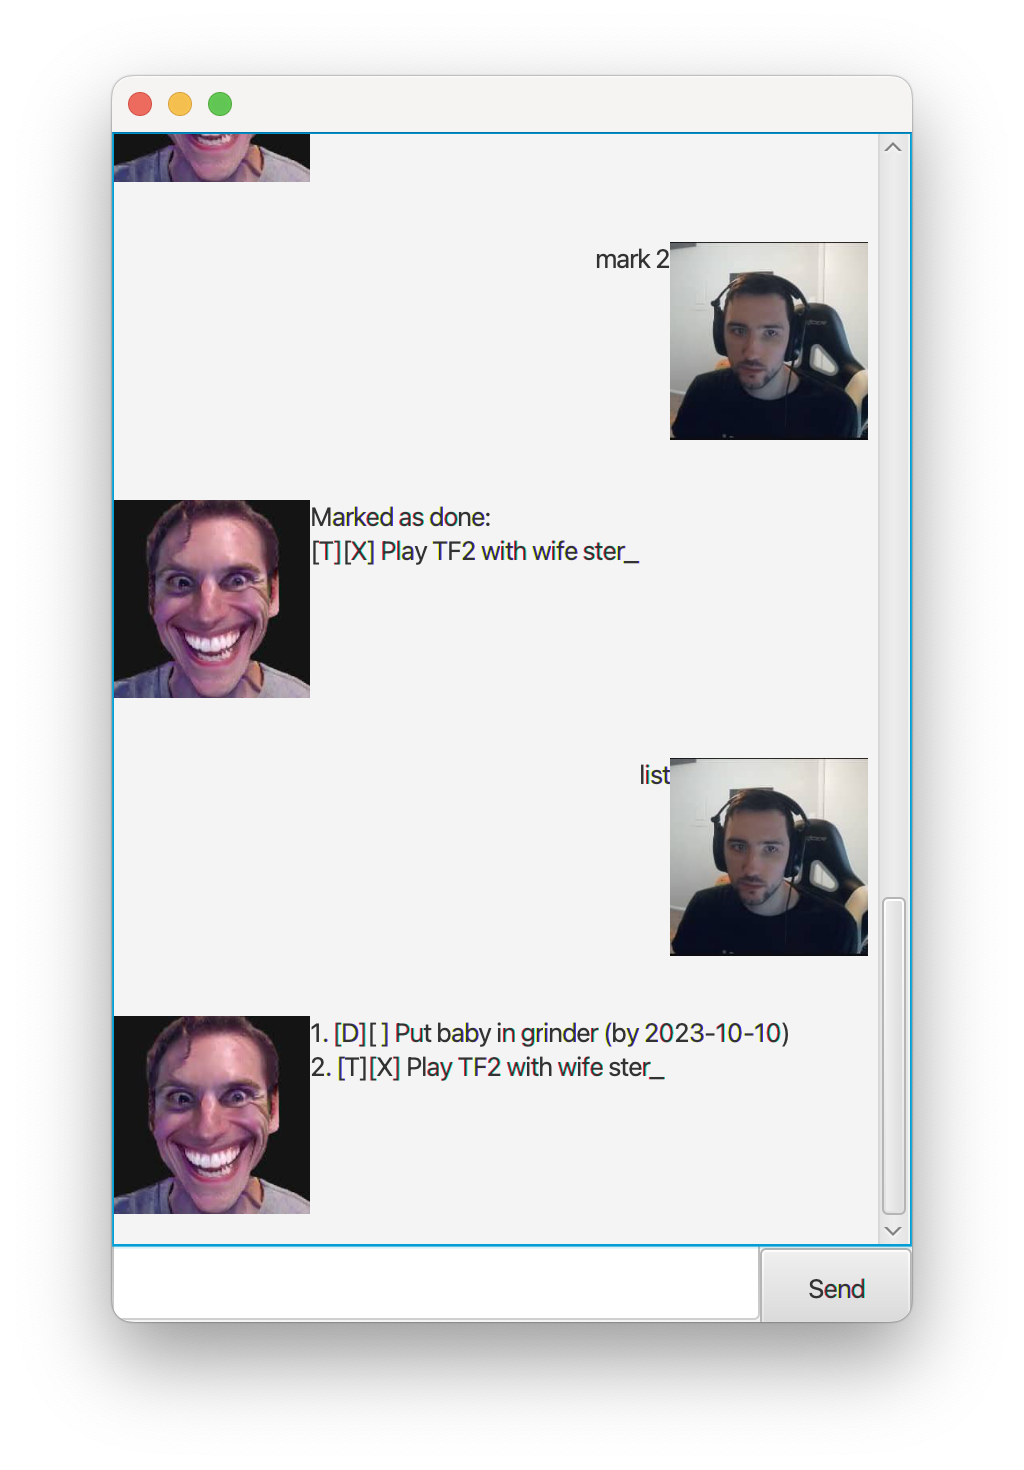 mark 2
Marked as done:
[T][X] Play TF2 with wife ster_
list
1. [D][ ] Put baby in grinder (by 2023-10-10)
2. [T][X] Play TF2 with wife ster_
Send